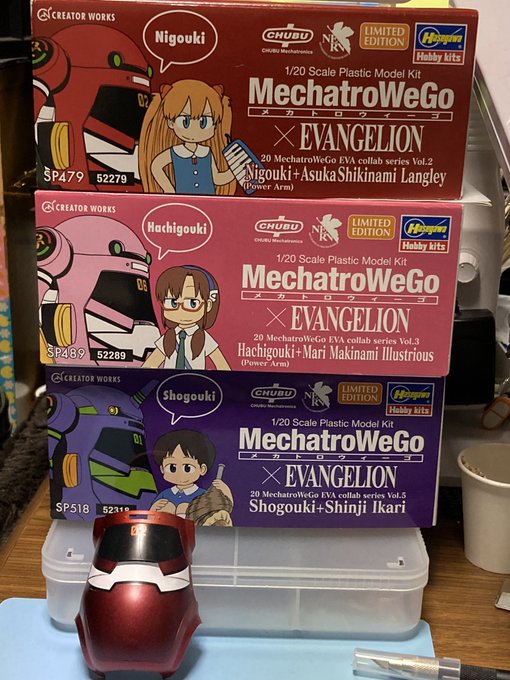 CREATOR WORKS
Nigouki
CHUBU
CHUBU Mechatronics
LIMITED
EDITION
Hasegawa
Hobby kits
1/20 Scale Plastic Model Kit
MechatroWeGo
メカトロウィーゴ
×EVANGELION
20 MechatroWeGo EVA collab series Vol.2
Nigouki+Asuka Shikinami Langley
(Power Arm)
02
SP479 52279
CREATOR WORKS
Hachigouki
CHUBU
CHUBU Mechatronics
NERV
LIMITED
EDITION
Hasegawa
Hobby kits
1/20 Scale Plastic Model Kit
MechatroWeGo
メカトロウィーゴ
×EVANGELION
20 MechatroWeGo EVA collab series Vol.3
Hachigouki+Mari Makinami Illustrious
(Power Arm)
08
SP489 52289
CREATOR WORKS
Shogouki
CHUBU
CHUBU Mechatronics
LIMITED
EDITION
Hasegawa
Hobby kits
1/20 Scale Plastic Model Kit
MechatroWeGo
メカトロウィーゴ
×EVANGELION
20 MechatroWeGo EVA collab series Vol.5
Shogouki+Shinji Ikari
01
SP518 52318
02